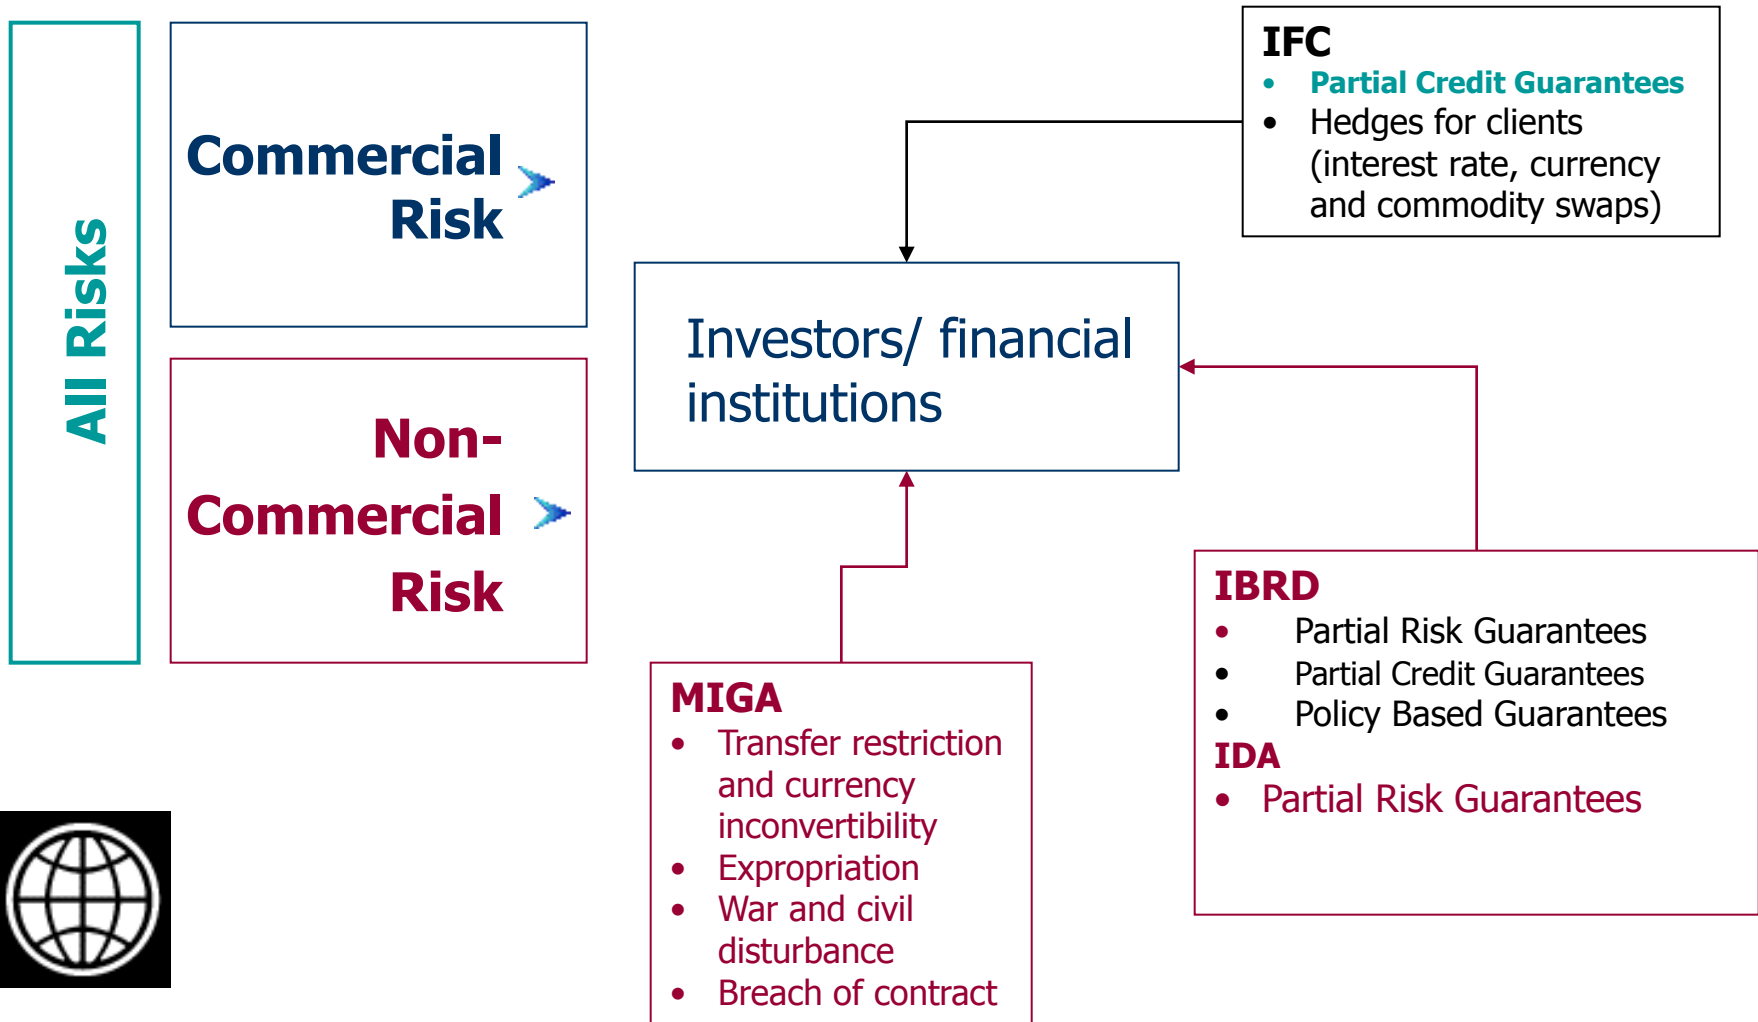 All Risks
Commercial
Risk
Non-
Commercial
Risk
IFC
• Partial Credit Guarantees
• Hedges for clients
(interest rate, currency
and commodity swaps)
Investors/ financial
institutions
MIGA
• Transfer restriction
and currency
inconvertibility
• Expropriation
• War and civil
disturbance
• Breach of contract
IBRD
• Partial Risk Guarantees
• Partial Credit Guarantees
• Policy Based Guarantees
IDA
• Partial Risk Guarantees